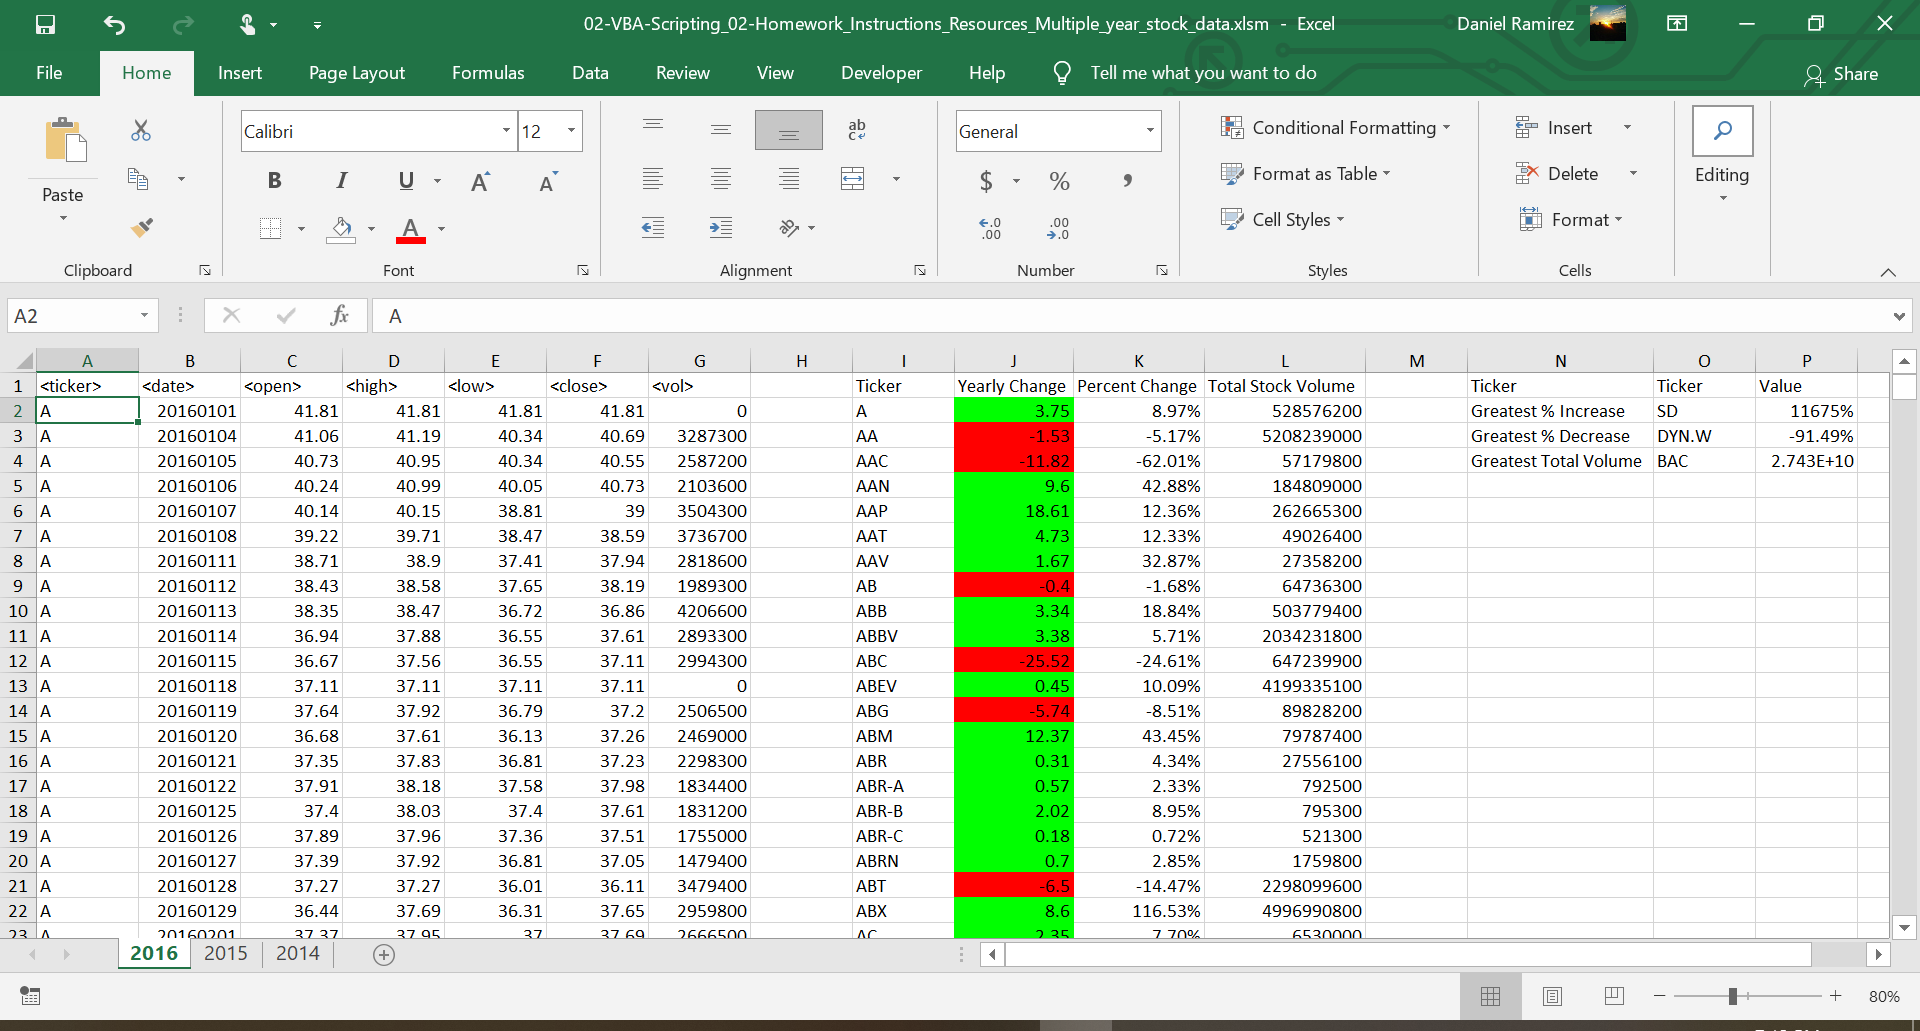 02-VBA-Scripting_02-Homework_Instructions_Resources_Multiple_year_stock_data.xlsm - Excel Daniel Ramirez
File Home Insert Page Layout Formulas Data Review View Developer Help Tell me what you want to do Share
Calibri 12 ab c General Conditional Formatting Insert
Paste B I U A A $ % , Format as Table Delete Editing
A .0 .00 .00 .0 Cell Styles Format
Clipboard Font Alignment Number Styles Cells
A2 fx A
A B C D E F G H I J K L M N O P
1 <ticker> <date> <open> <high> <low> <close> <vol> Ticker Yearly Change Percent Change Total Stock Volume Ticker Ticker Value
2 A 20160101 41.81 41.81 41.81 41.81 0 A 3.75 8.97% 528576200 Greatest % Increase SD 11675%
3 A 20160104 41.06 41.19 40.34 40.69 3287300 AA -1.53 -5.17% 5208239000 Greatest % Decrease DYN.W -91.49%
4 A 20160105 40.73 40.95 40.34 40.55 2587200 AAC -11.82 -62.01% 57179800 Greatest Total Volume BAC 2.743E+10
5 A 20160106 40.24 40.99 40.05 40.73 2103600 AAN 9.6 42.88% 184809000
6 A 20160107 40.14 40.15 38.81 39 3504300 AAP 18.61 12.36% 262665300
7 A 20160108 39.22 39.71 38.47 38.59 3736700 AAT 4.73 12.33% 49026400
8 A 20160111 38.71 38.9 37.41 37.94 2818600 AAV 1.67 32.87% 27358200
9 A 20160112 38.43 38.58 37.65 38.19 1989300 AB -0.4 -1.68% 64736300
10 A 20160113 38.35 38.47 36.72 36.86 4206600 ABB 3.34 18.84% 503779400
11 A 20160114 36.94 37.88 36.55 37.61 2893300 ABBV 3.38 5.71% 2034231800
12 A 20160115 36.67 37.56 36.55 37.11 2994300 ABC -25.52 -24.61% 647239900
13 A 20160118 37.11 37.11 37.11 37.11 0 ABEV 0.45 10.09% 4199335100
14 A 20160119 37.64 37.92 36.79 37.2 2506500 ABG -5.74 -8.51% 89828200
15 A 20160120 36.68 37.61 36.13 37.26 2469000 ABM 12.37 43.45% 79787400
16 A 20160121 37.35 37.83 36.81 37.23 2298300 ABR 0.31 4.34% 27556100
17 A 20160122 37.91 38.18 37.58 37.98 1834400 ABR-A 0.57 2.33% 792500
18 A 20160125 37.4 38.03 37.4 37.61 1831200 ABR-B 2.02 8.95% 795300
19 A 20160126 37.89 37.96 37.36 37.51 1755000 ABR-C 0.18 0.72% 521300
20 A 20160127 37.39 37.92 36.81 37.05 1479400 ABRN 0.7 2.85% 1759800
21 A 20160128 37.27 37.27 36.01 36.11 3479400 ABT -6.5 -14.47% 2298099600
22 A 20160129 36.44 37.69 36.31 37.65 2959800 ABX 8.6 116.53% 4996990800
23 A 20160201 37.37 37.95 37 37.69 2666500 AC 2.35 7.70% 6530000
2016 2015 2014
80%